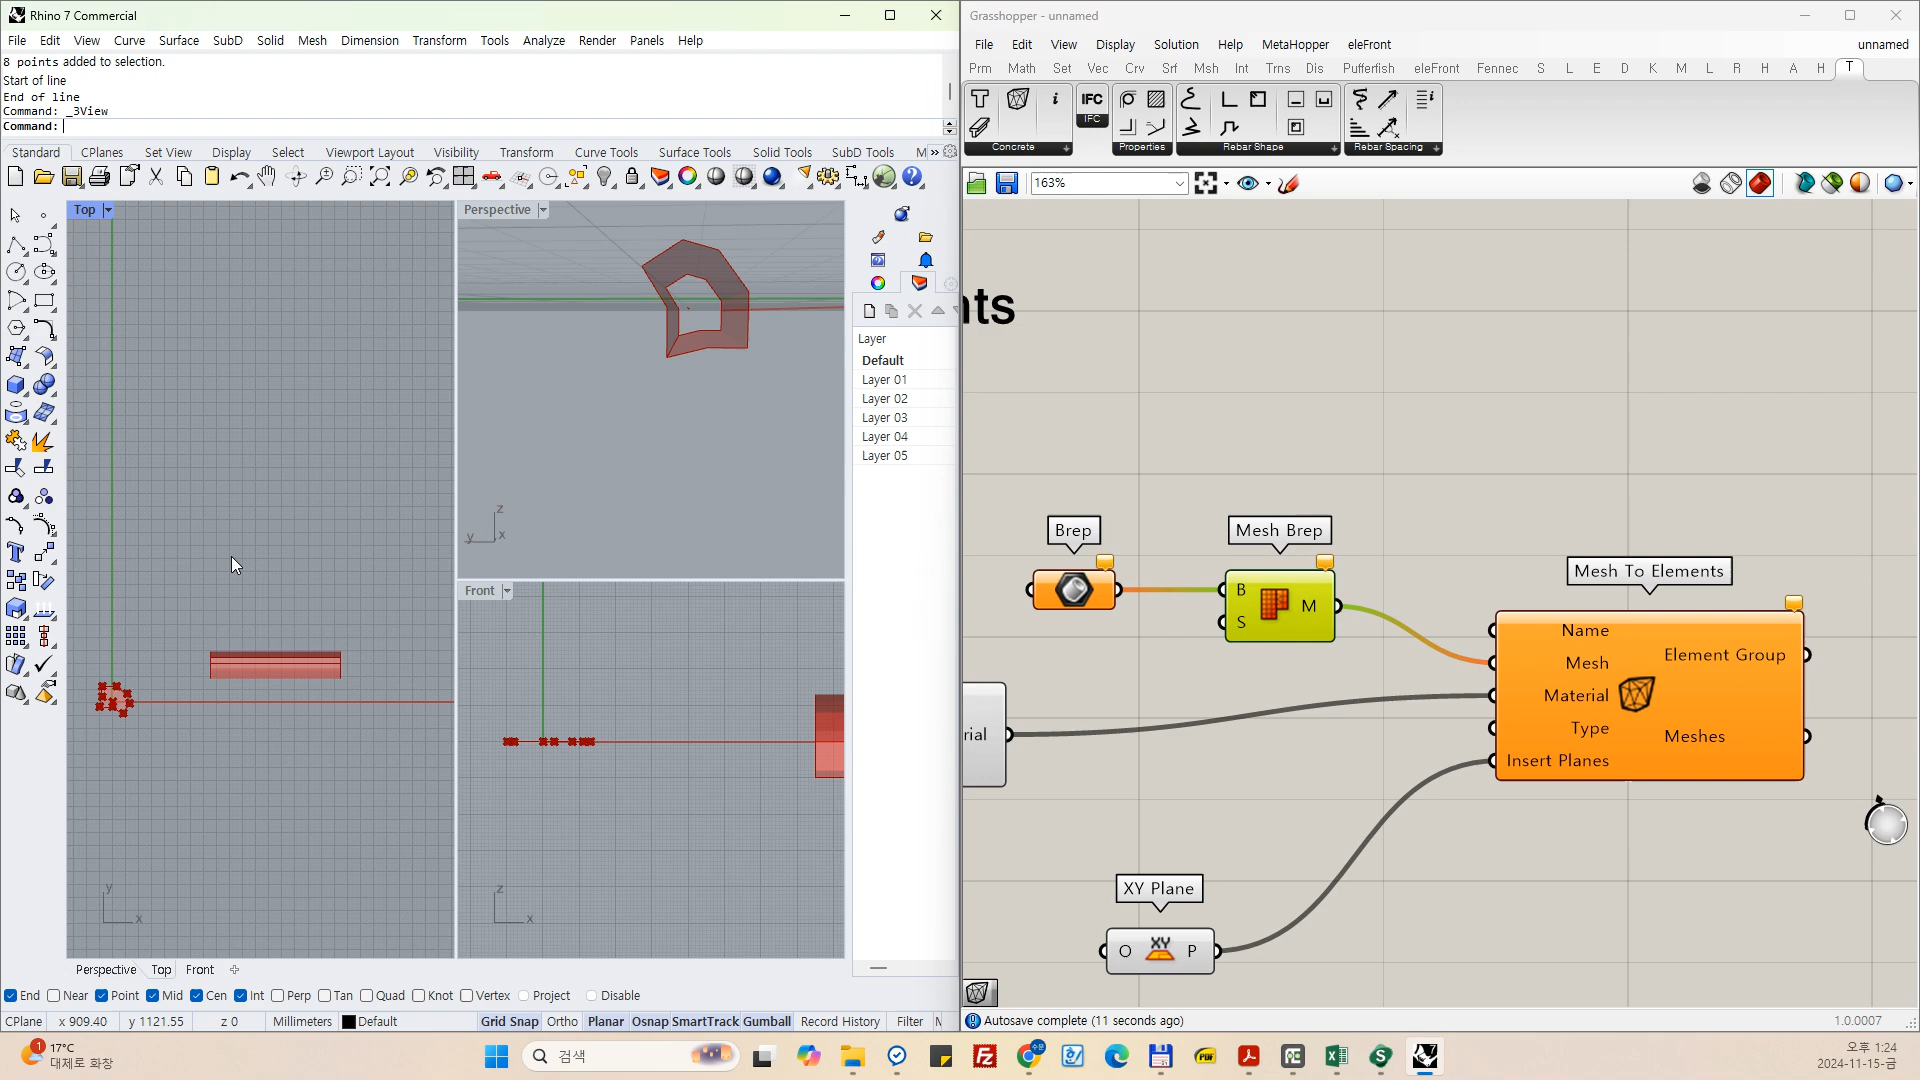 Rhino 7 Commercial
File Edit View Curve Surface SubD Solid Mesh Dimension Transform Tools Analyze Render Panels Help
8 points added to selection.
Start of line
End of line
Command: _3View
Command:
Standard CPlanes Set View Display Select Viewport Layout Visibility Transform Curve Tools Surface Tools Solid Tools SubD Tools M »
Top
Perspective
Layer
Default
Layer 01
Layer 02
Layer 03
Layer 04
Layer 05
z
y x
Front
y
x
z
x
Perspective Top Front
End Near Point Mid Cen Int Perp Tan Quad Knot Vertex Project Disable
CPlane x 909.40 y 1121.55 z 0 Millimeters Default Grid Snap Ortho Planar Osnap SmartTrack Gumball Record History Filter
Grasshopper - unnamed
File Edit View Display Solution Help MetaHopper eleFront unnamed
Prm Math Set Vec Crv Srf Msh Int Trns Dis Pufferfish eleFront Fennec S L E D K M L R H A H T
IFC
IFC
Concrete Properties Rebar Shape Rebar Spacing
163%
nts
Brep
Mesh Brep
B
S
M
Mesh To Elements
Name
Mesh
Material
Type
Insert Planes
Element Group
Meshes
rial
XY Plane
O XY P
Autosave complete (11 seconds ago) 1.0.0007
1
17°C
대체로 화창
검색
PDF
오후 1:24
2024-11-15-금